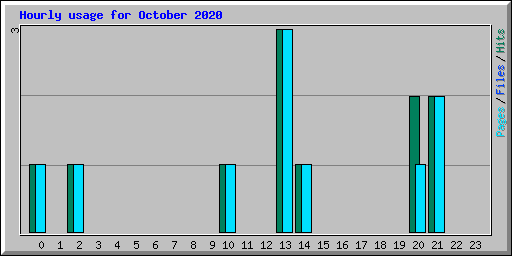 Hourly usage for October 2020
3
Pages/Files/Hits
0 1 2 3 4 5 6 7 8 9 10 11 12 13 14 15 16 17 18 19 20 21 22 23